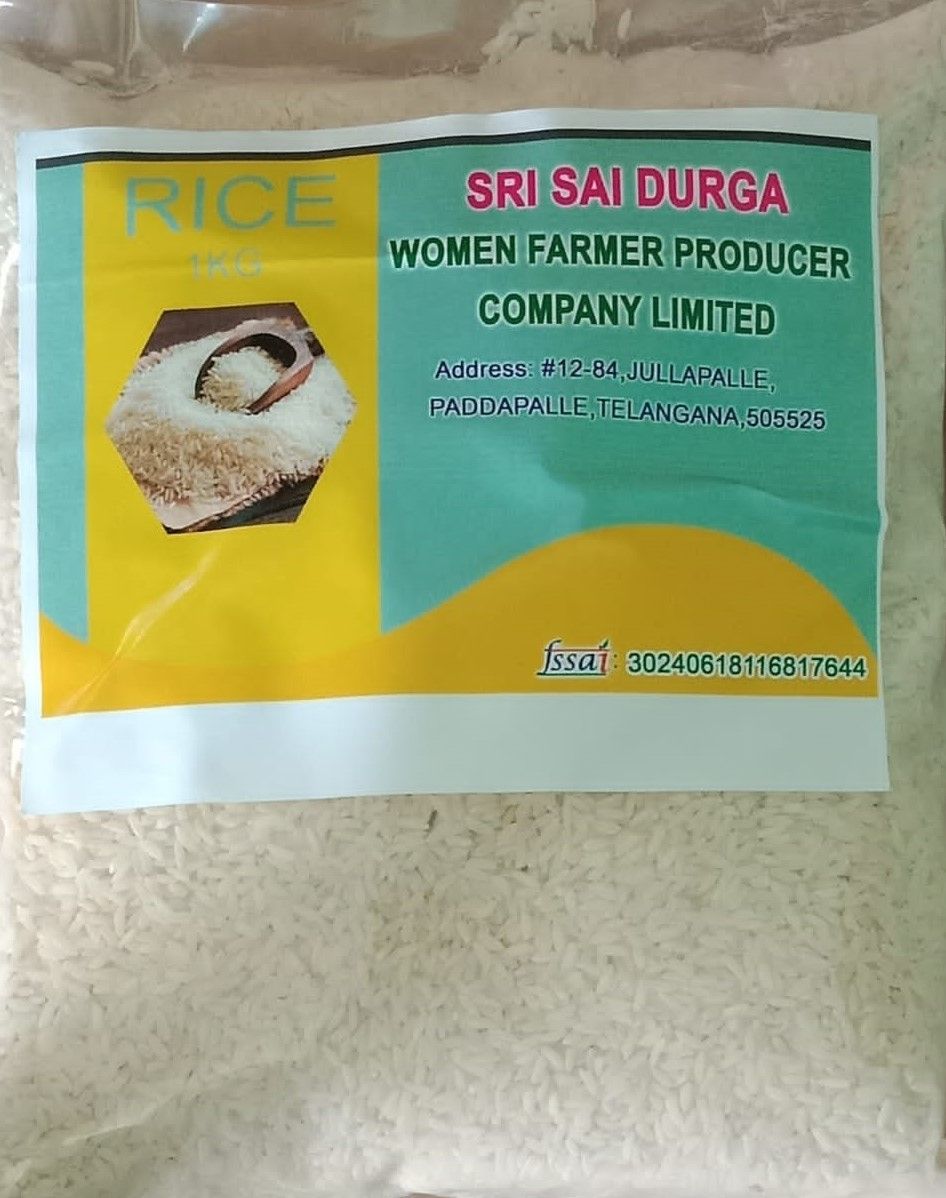 RICE
1KG
SRI SAI DURGA
WOMEN FARMER PRODUCER
COMPANY LIMITED
Address: #12-84,JULLAPALLE,
PADDAPALLE,TELANGANA,505525
fssai: 30240618116817644